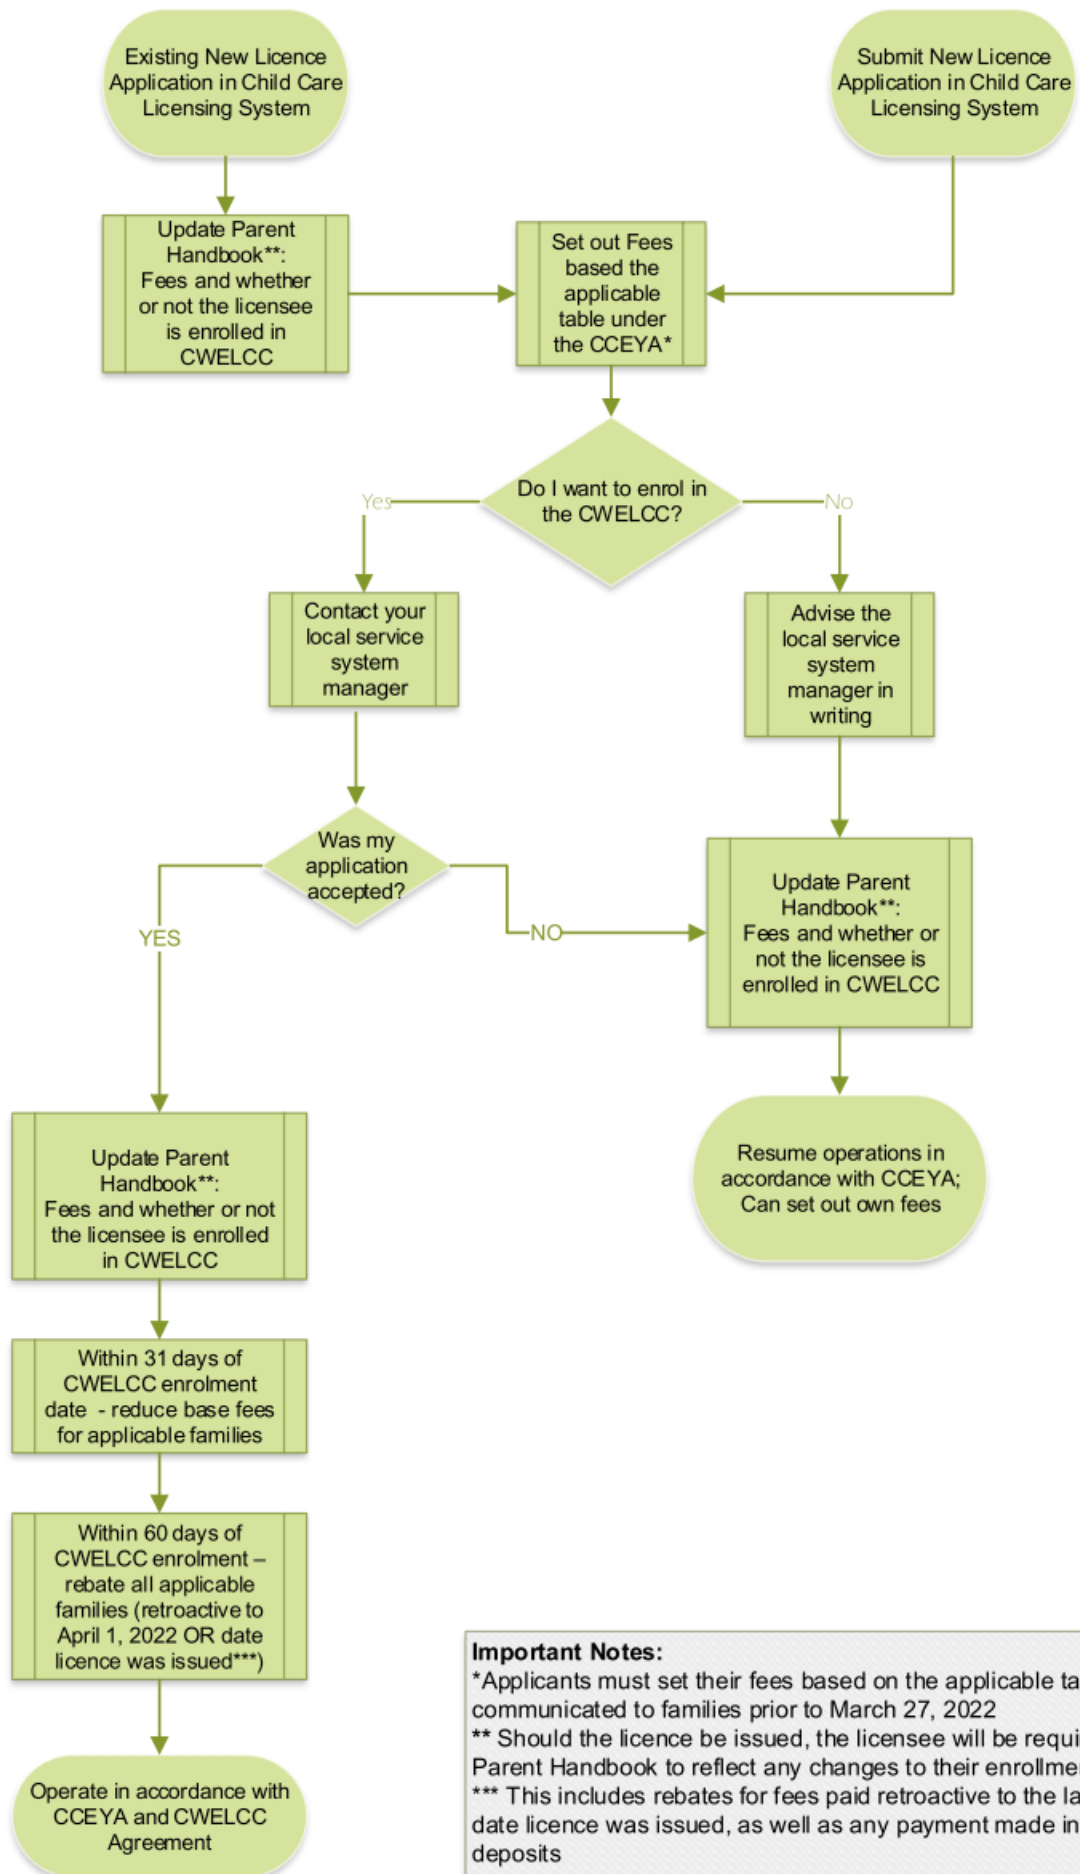 Existing New Licence
Application in Child Care
Licensing System
Submit New Licence
Application in Child Care
Licensing System
Update Parent
Handbook**:
Fees and whether
or not the licensee
is enrolled in
CWELCC
Set out Fees
based the
applicable
table under
the CCEYA*
Do I want to enrol in
the CWELCC?
Yes
No
Contact your
local service
system
manager
Advise the
local service
system
manager in
writing
Was my
application
accepted?
YES
NO
Update Parent
Handbook**:
Fees and whether or
not the licensee is
enrolled in CWELCC
Resume operations in
accordance with CCEYA;
Can set out own fees
Update Parent
Handbook**:
Fees and whether or not
the licensee is enrolled
in CWELCC
Within 31 days of
CWELCC enrolment
date - reduce base fees
for applicable families
Within 60 days of
CWELCC enrolment –
rebate all applicable
families (retroactive to
April 1, 2022 OR date
licence was issued***)
Operate in accordance with
CCEYA and CWELCC
Agreement
Important Notes:
*Applicants must set their fees based on the applicable
communicated to families prior to March 27, 2022
** Should the licence be issued, the licensee will be
Parent Handbook to reflect any changes to their
*** This includes rebates for fees paid retroactive to the
date licence was issued, as well as any payment made in
deposits